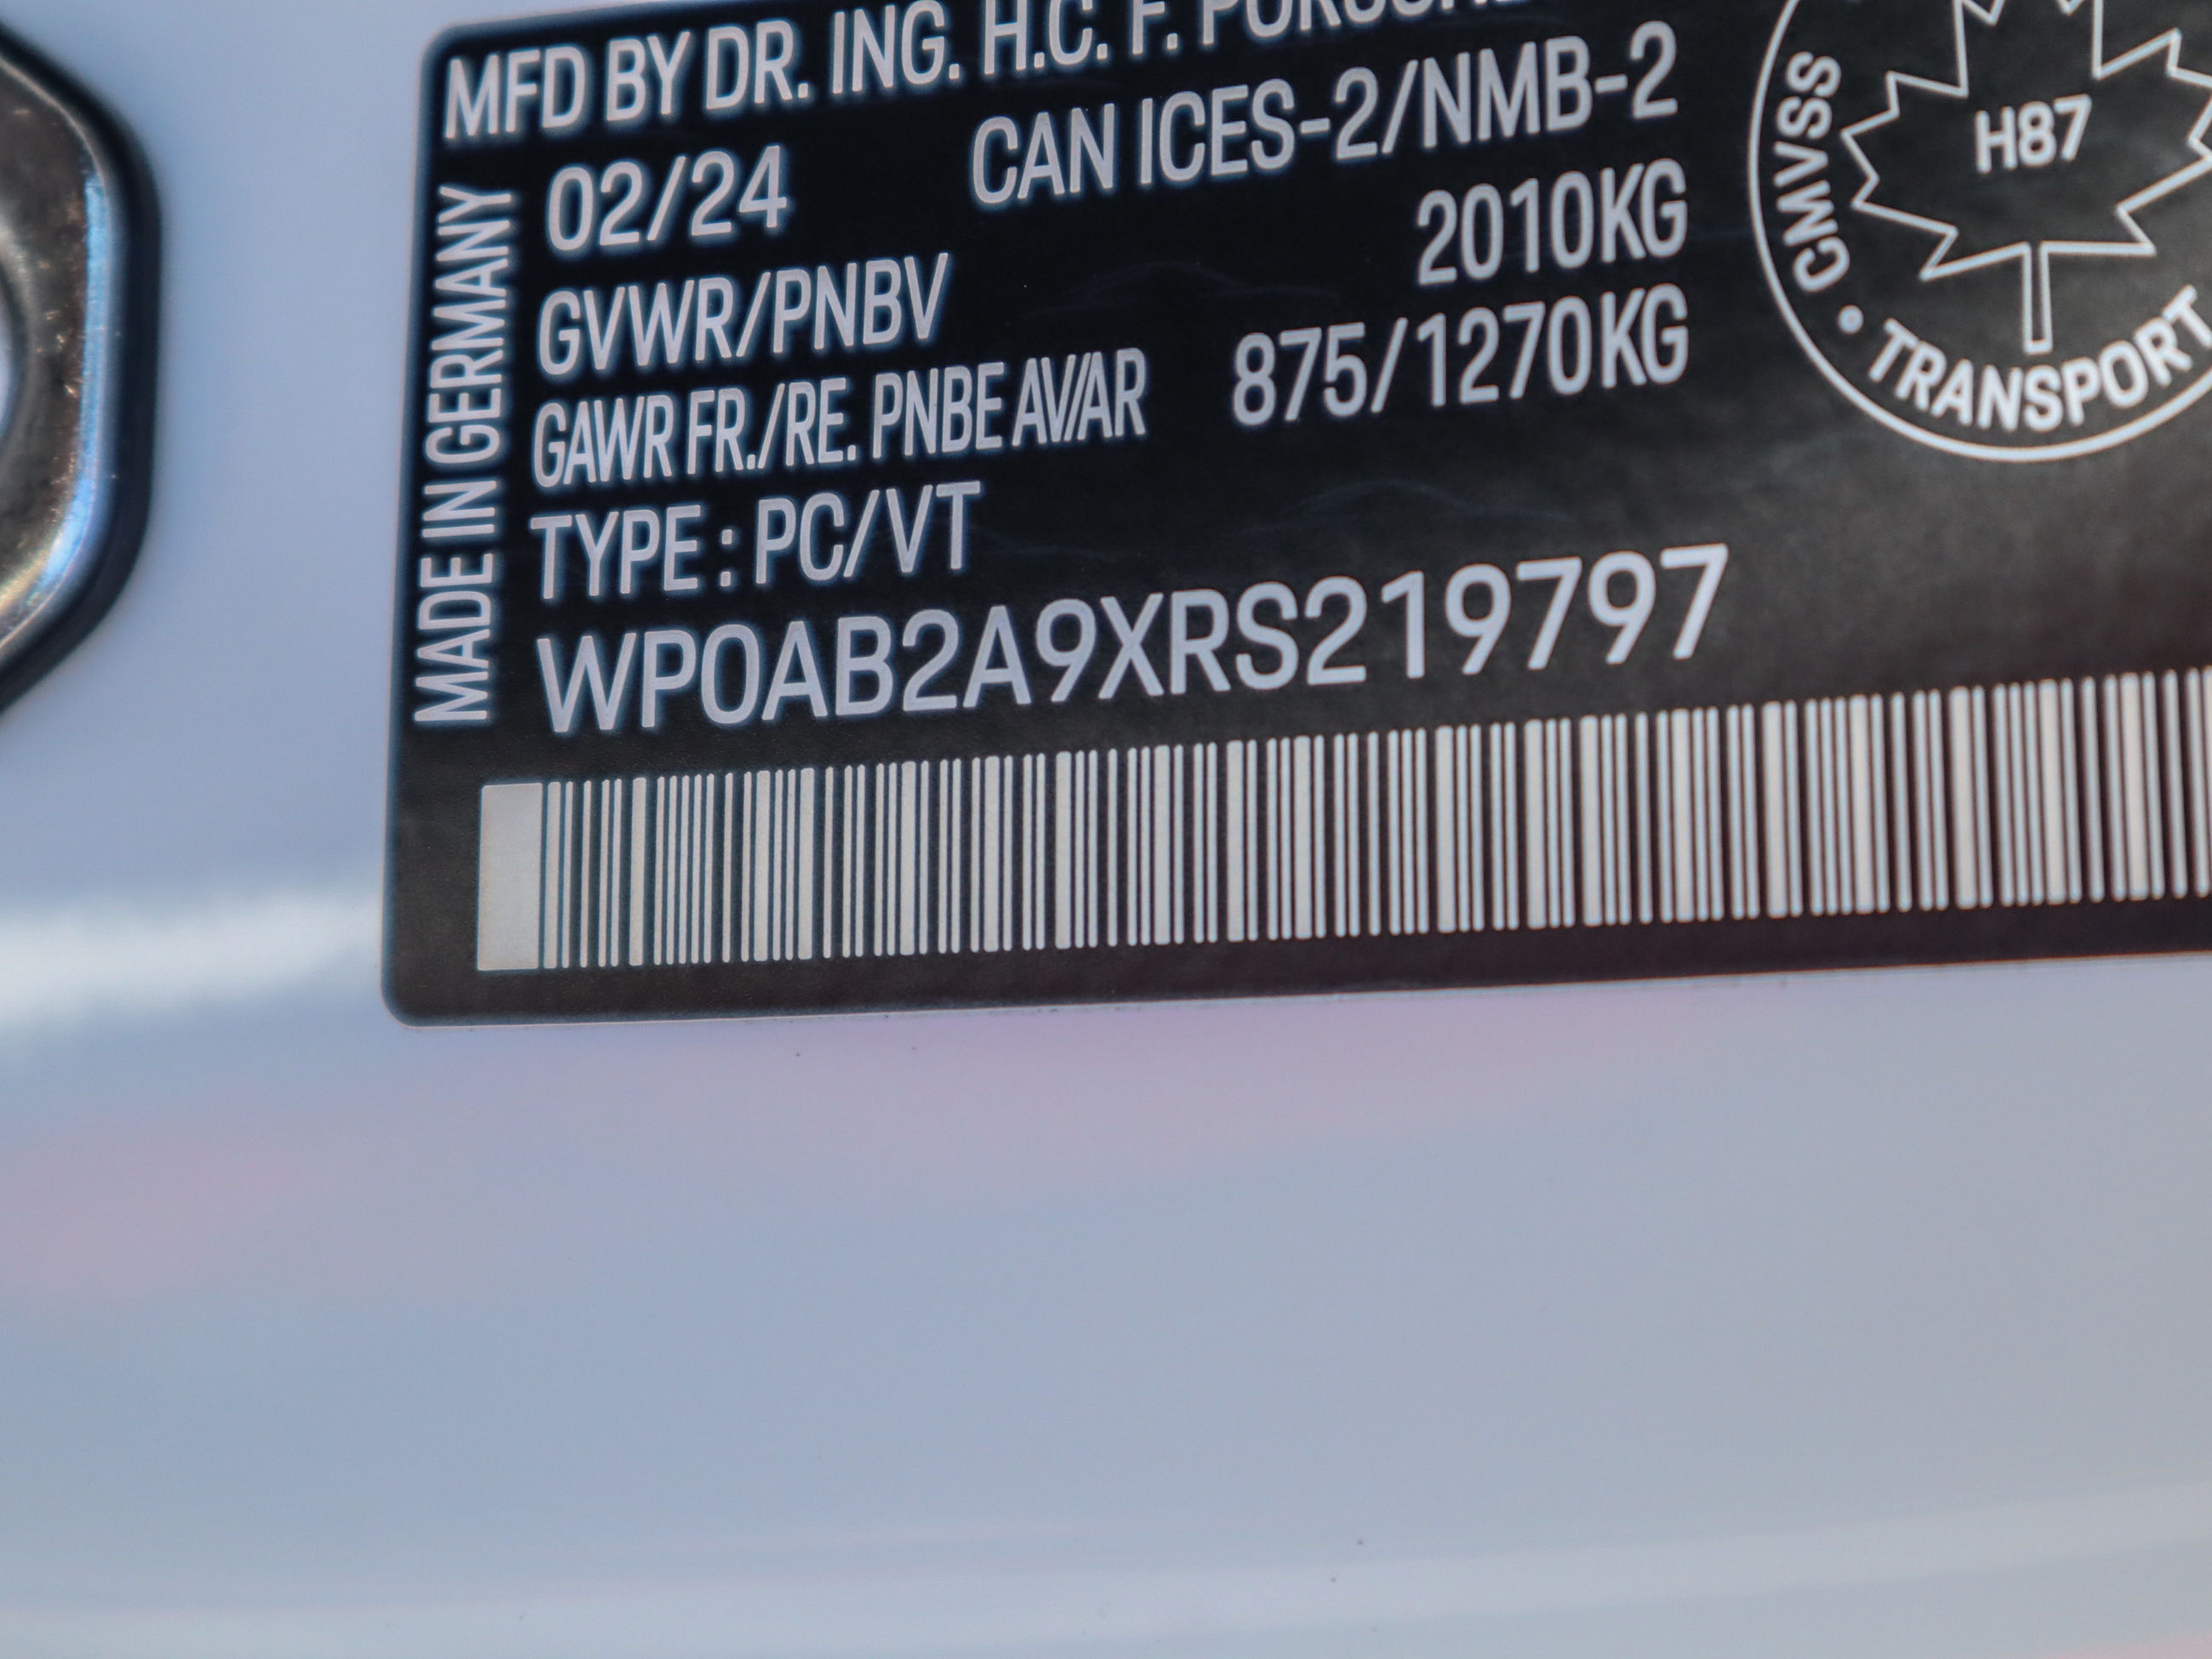 MFD BY DR. ING. H.C. F.
02/24 CAN ICES-2/NMB-2
GVWR/PNBV 2010KG
GAWR FR./RE. PNBE AV/AR 875/1270KG
TYPE : PC/VT
WP0AB2A9XRS219797
MADE IN GERMANY
H87
CMVSS • TRANSPORT